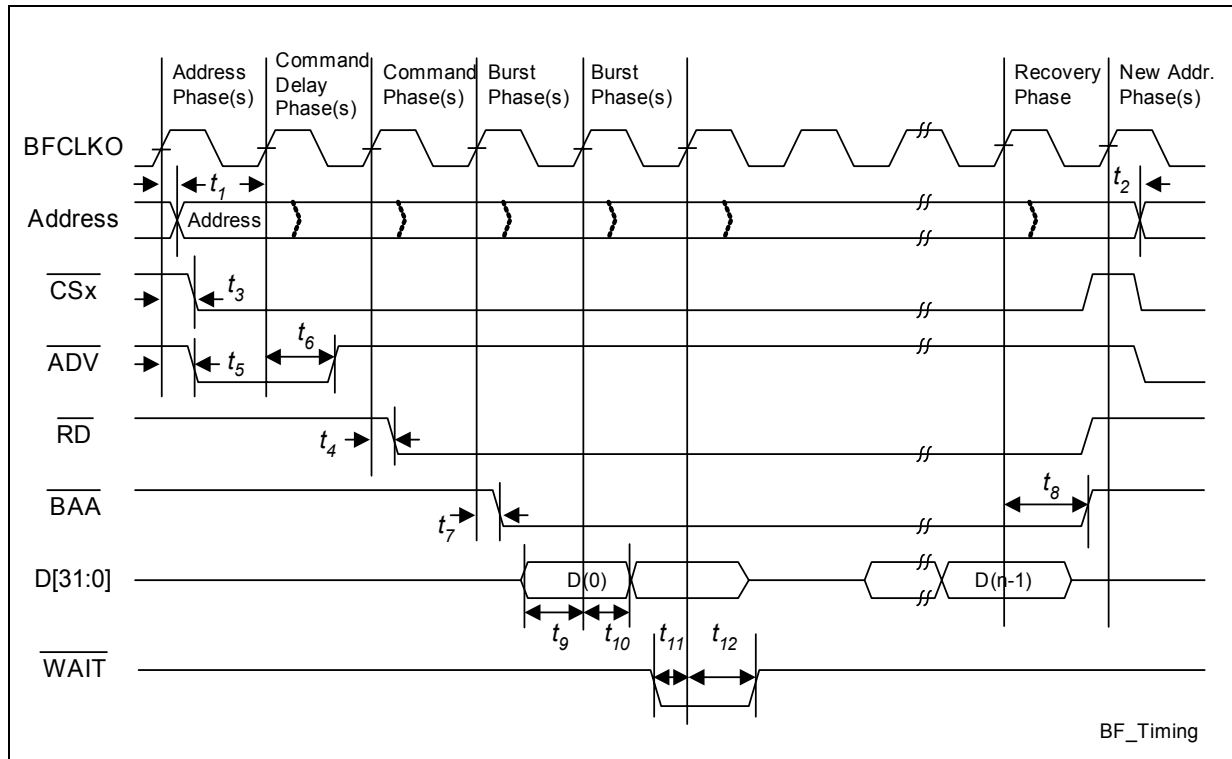 Address
Phase(s)
Command
Delay
Phase(s)
Command
Phase(s)
Burst
Phase(s)
Burst
Phase(s)
Recovery
Phase
New Addr.
Phase(s)
BFCLKO
t1
t2
Address
Address
CSx
t3
ADV
t5
t6
RD
t4
BAA
t7
t8
D[31:0]
D(0)
D(n-1)
t9
t10
t11
t12
WAIT
BF_Timing